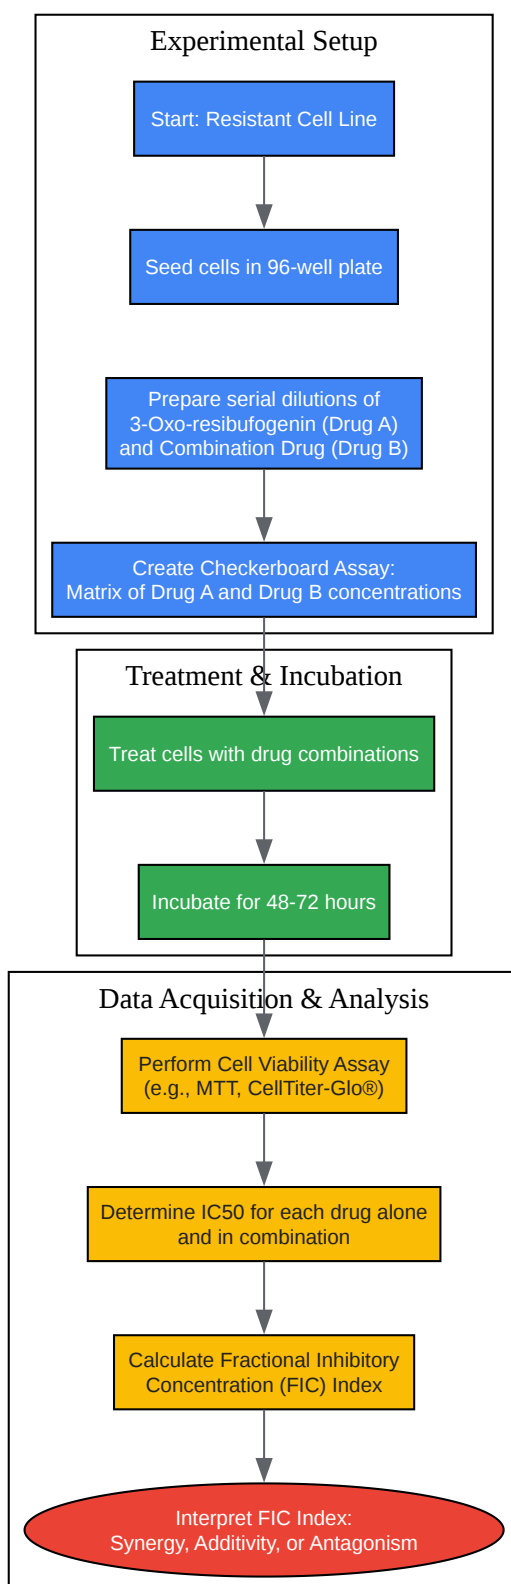 Experimental Setup
Start: Resistant Cell Line
Seed cells in 96-well plate
Prepare serial dilutions of
3-Oxo-resibufogenin (Drug A)
and Combination Drug (Drug B)
Create Checkerboard Assay:
Matrix of Drug A and Drug B concentrations
Treatment & Incubation
Treat cells with drug combinations
Incubate for 48-72 hours
Data Acquisition & Analysis
Perform Cell Viability Assay
(e.g., MTT, CellTiter-Glo®)
Determine IC50 for each drug alone
and in combination
Calculate Fractional Inhibitory
Concentration (FIC) Index
Interpret FIC Index:
Synergy, Additivity, or Antagonism